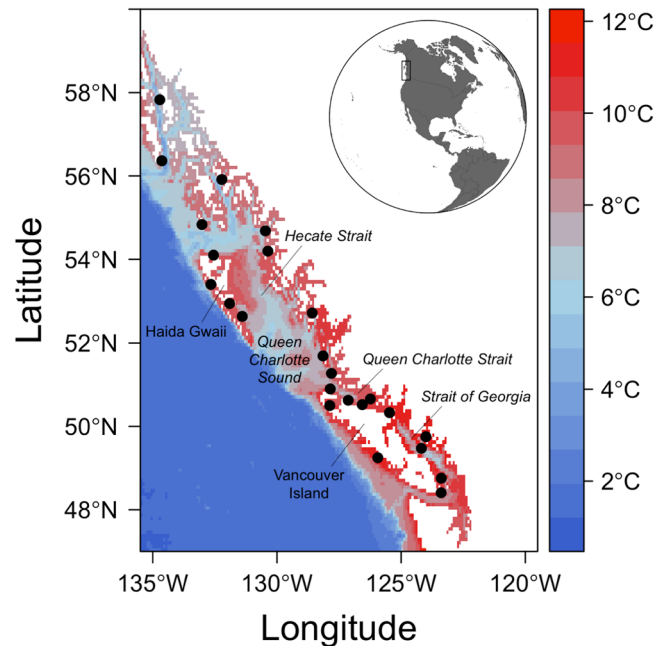 12°C
58°N
10°C
56°N
8°C
Hecate Strait
54°N
6°C
Latitude
Haida Gwaii
Queen
Charlotte
Sound
52°N
Queen Charlotte Strait
4°C
Strait of Georgia
50°N
Vancouver
Island
2°C
48°N
135°W
130°W
125°W
120°W
Longitude